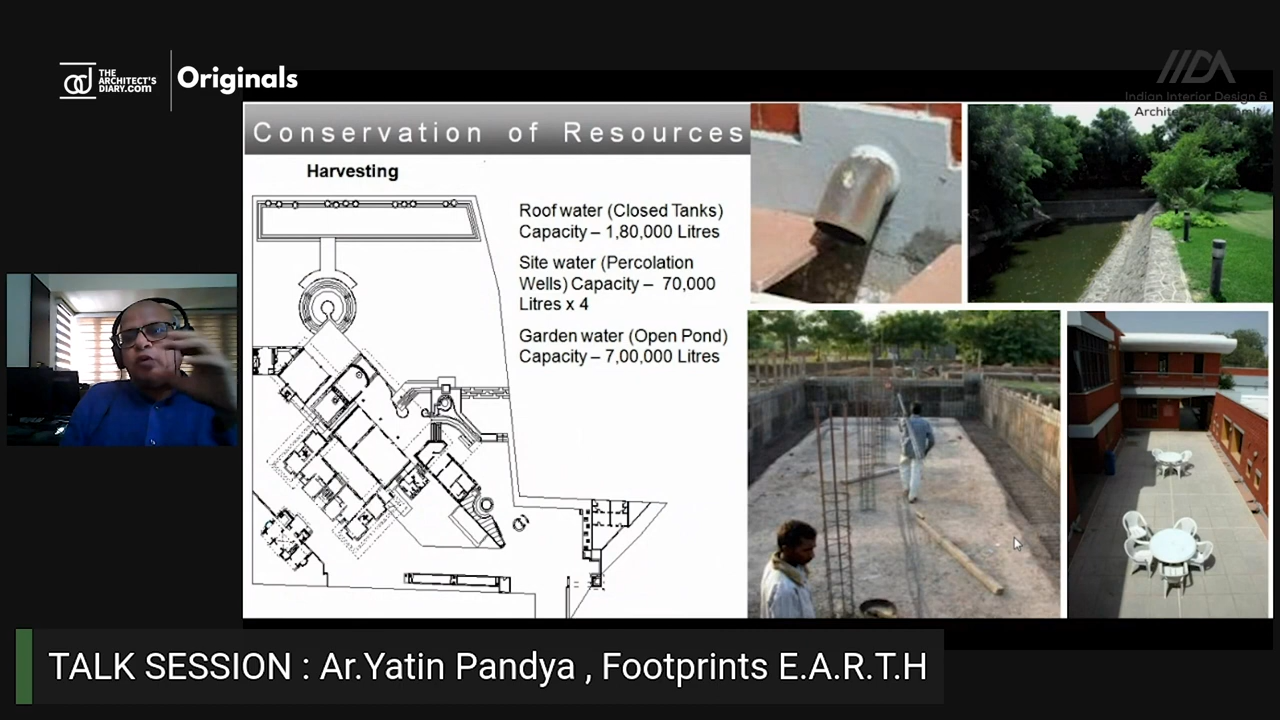 THE
ARCHITECT'S
DIARY.com
Originals
Indian Interior Design &
Architecture Summit
Conservation of Resources
Harvesting
Roof water (Closed Tanks)
Capacity – 1,80,000 Litres
Site water (Percolation
Wells) Capacity – 70,000
Litres x 4
Garden water (Open Pond)
Capacity – 7,00,000 Litres
TALK SESSION : Ar.Yatin Pandya , Footprints E.A.R.T.H